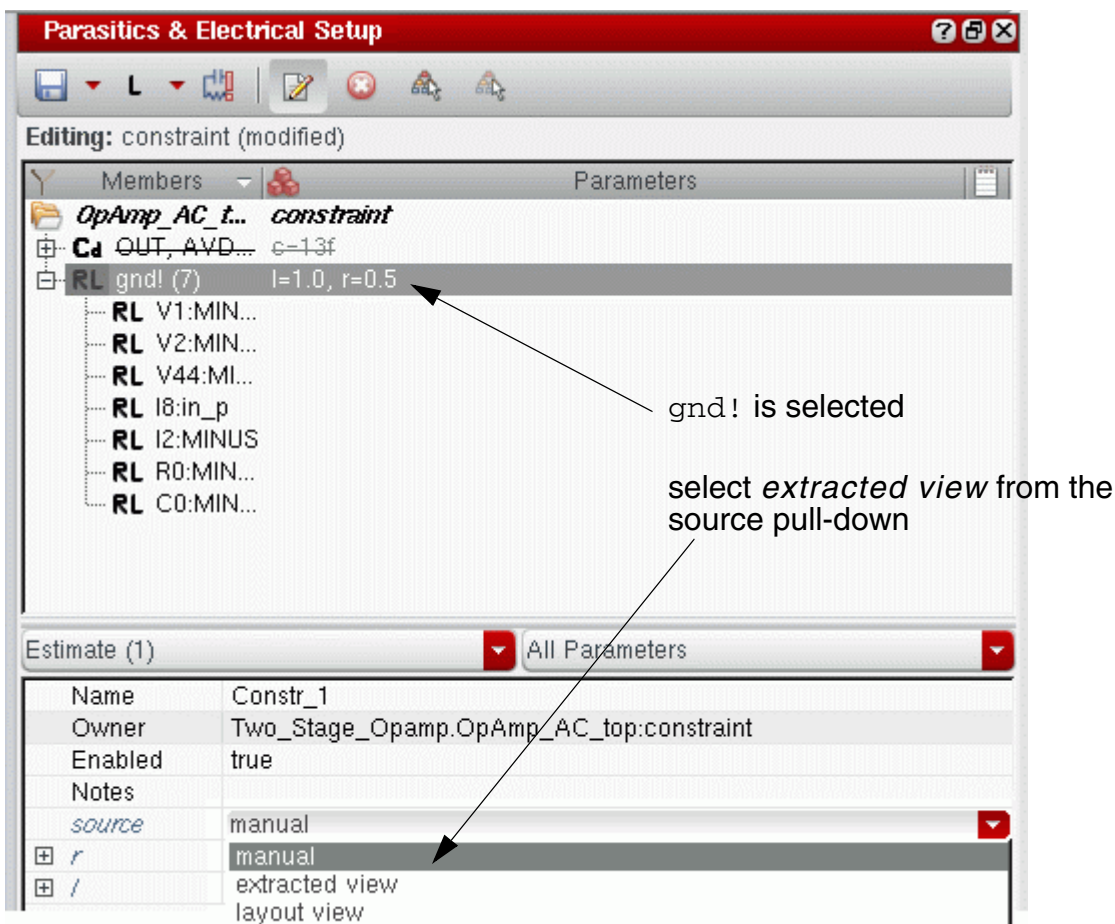 Parasitics & Electrical Setup
L
Editing: constraint (modified)
Members Parameters
OpAmp_AC_t... constraint
Cd OUT, AVD... c=13f
RL gnd! (7) l=1.0, r=0.5
RL V1:MIN...
RL V2:MIN...
RL V44:MI...
RL I8:in_p
RL I2:MINUS
RL R0:MIN...
RL C0:MIN...
gnd! is selected
select extracted view from the
source pull-down
Estimate (1) All Parameters
Name Constr_1
Owner Two_Stage_Opamp.OpAmp_AC_top:constraint
Enabled true
Notes
source manual
r manual
l extracted view
layout view